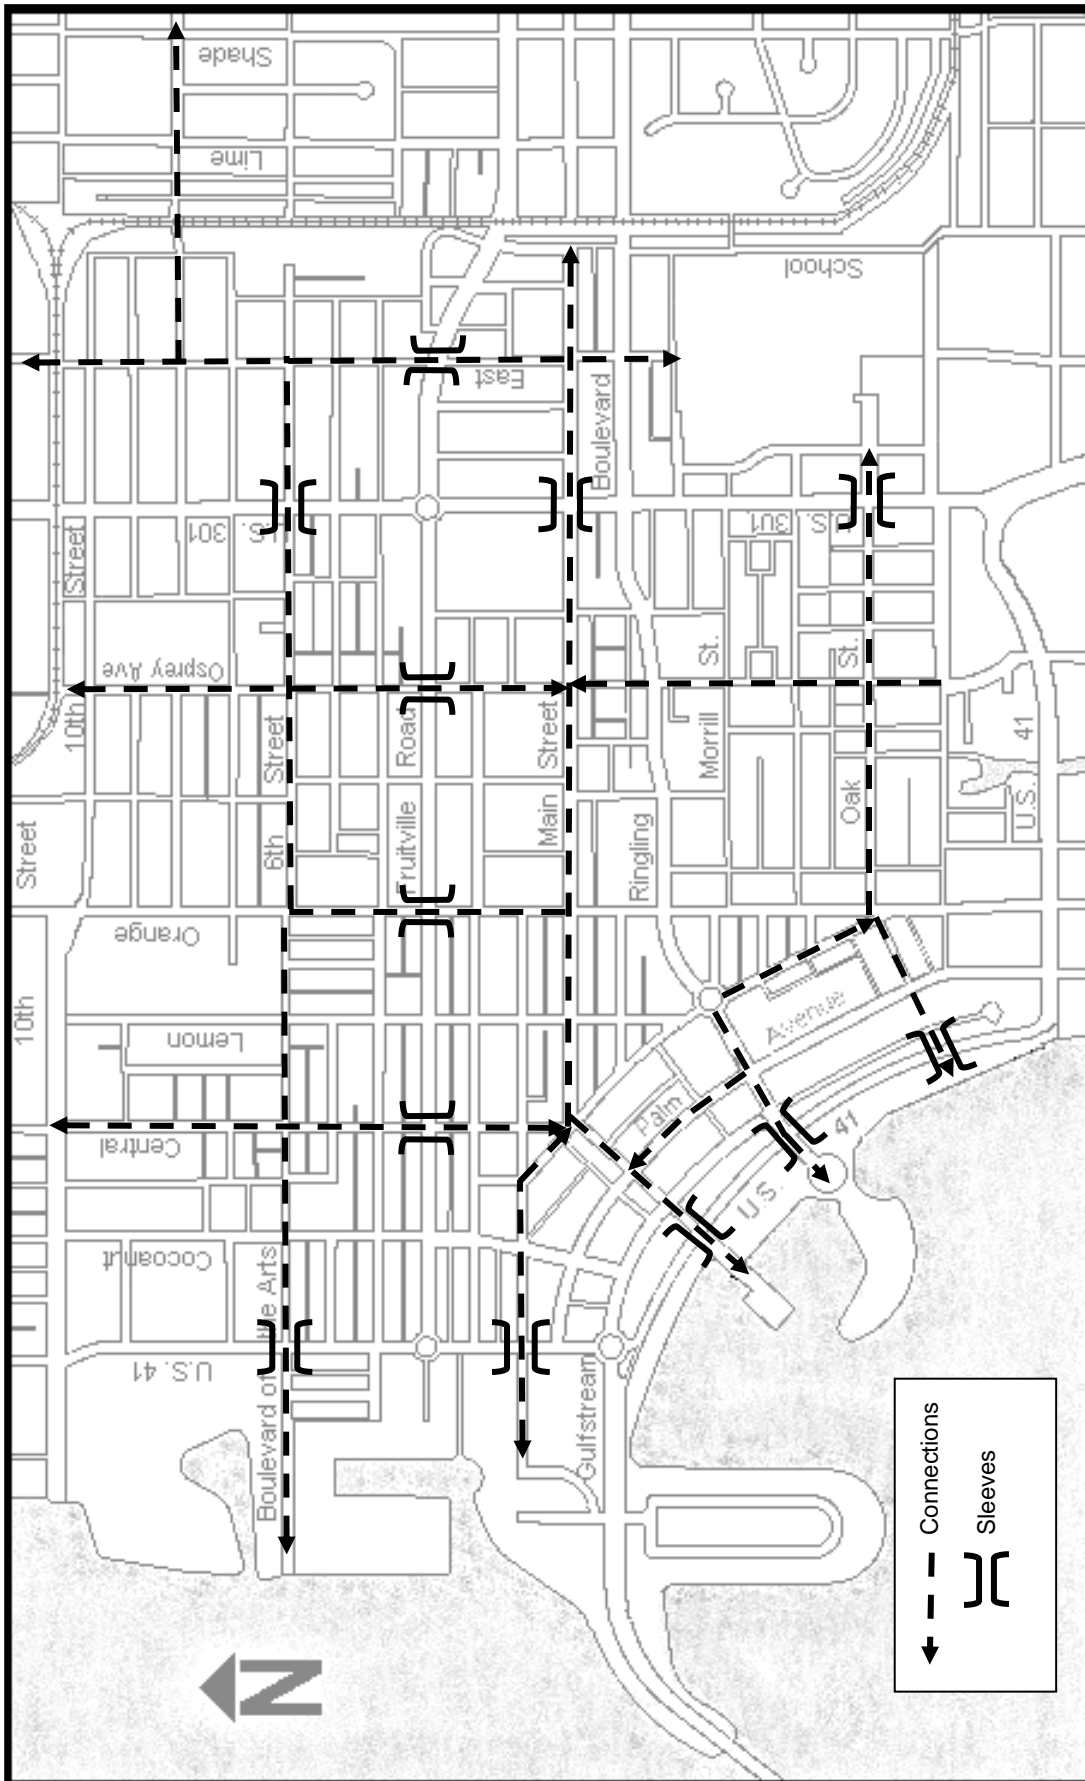 Shade
Lime
School
East
Boulevard
U.S. 301
U.S. 301
Street
Osprey Ave
St.
St.
10th
Street
Road
Street
Morrill
41
U.S.
Oak
6th
Fruitville
Main
Ringling
Street
Orange
10th
Lemon
Avenue
Palm
Central
41
U.S.
Cocoanut
Boulevard of the Arts
U.S. 41
Gulfstream
N
Connections
Sleeves